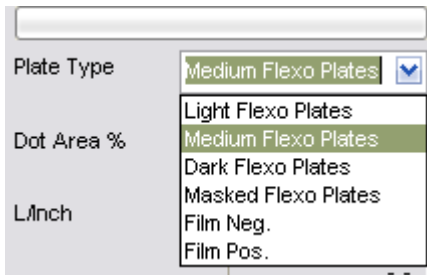 Plate Type
Medium Flexo Plates
Light Flexo Plates
Dot Area %
Medium Flexo Plates
Dark Flexo Plates
Masked Flexo Plates
L/Inch
Film Neg.
Film Pos.